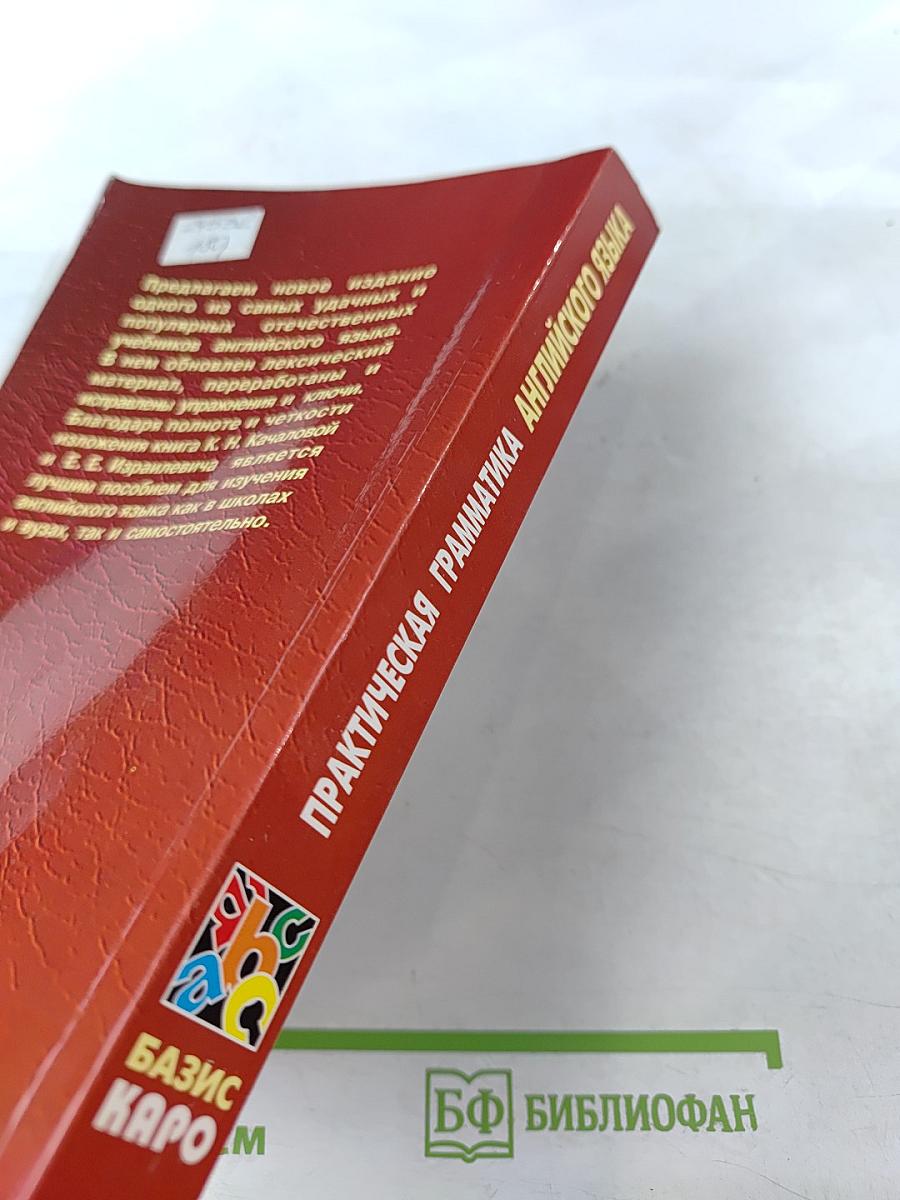 Предлагаем новое издание
одного из самых удачных и
популярных отечественных
учебников английского языка.
В нем обновлен лексический
материал, переработаны и
исправлены упражнения и ключи.
Благодаря полноте и четкости
изложения книга К. Н. Качаловой
и Е. Е. Израилевича является
лучшим пособием для изучения
английского языка как в школах
и вузах, так и самостоятельно.
ПРАКТИЧЕСКАЯ ГРАММАТИКА АНГЛИЙСКОГО ЯЗЫКА
a b c d c
БАЗИС
КАРО
БФ БИБЛИОФАН